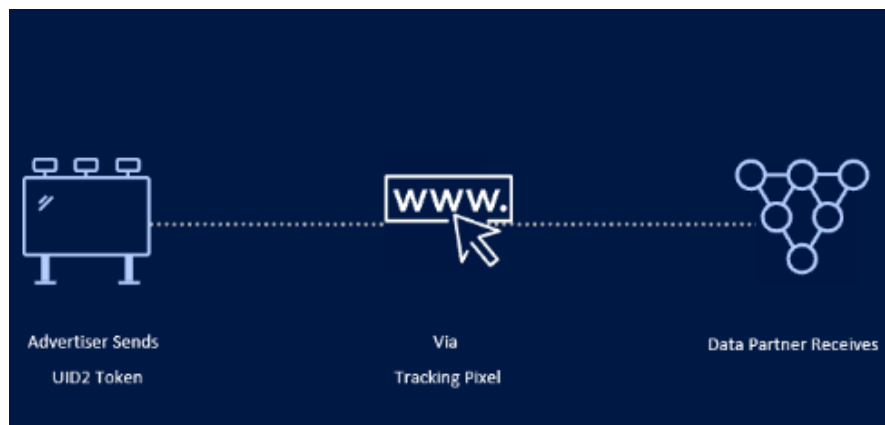 www.
Advertiser Sends
UID2 Token
Via
Tracking Pixel
Data Partner Receives